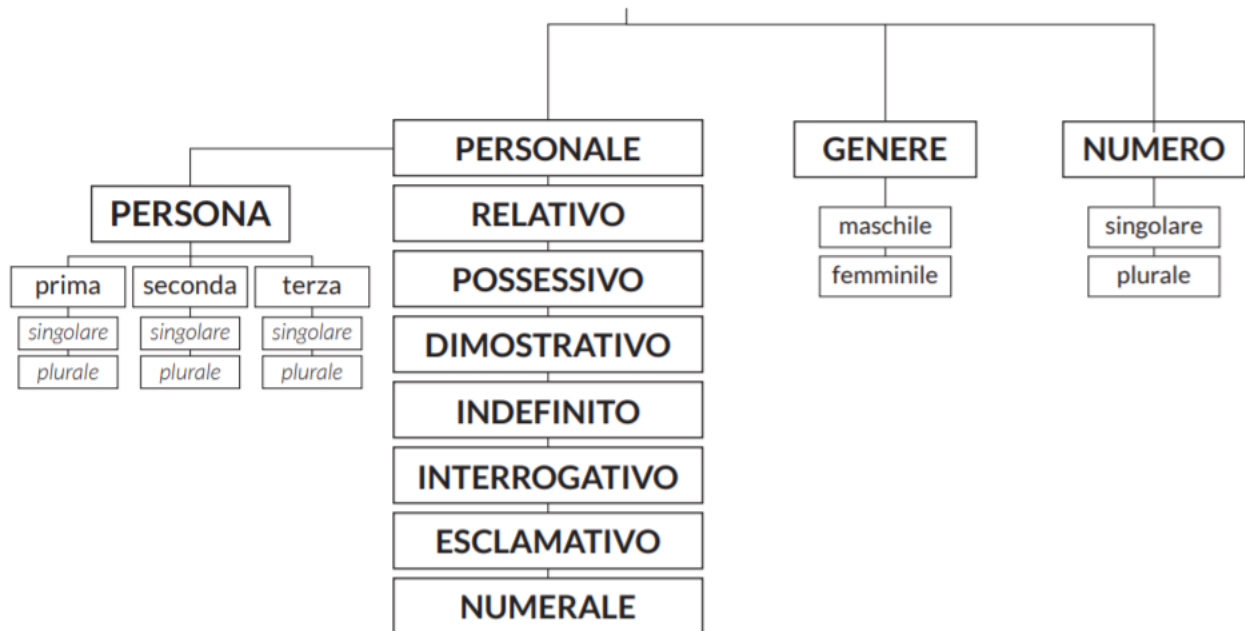 PERSONALE
GENERE
NUMERO
PERSONA
RELATIVO
maschile
singolare
femminile
plurale
prima
seconda
terza
singolare
singolare
singolare
plurale
plurale
plurale
POSSESSIVO
DIMOSTRATIVO
INDEFINITO
INTERROGATIVO
ESCLAMATIVO
NUMERALE